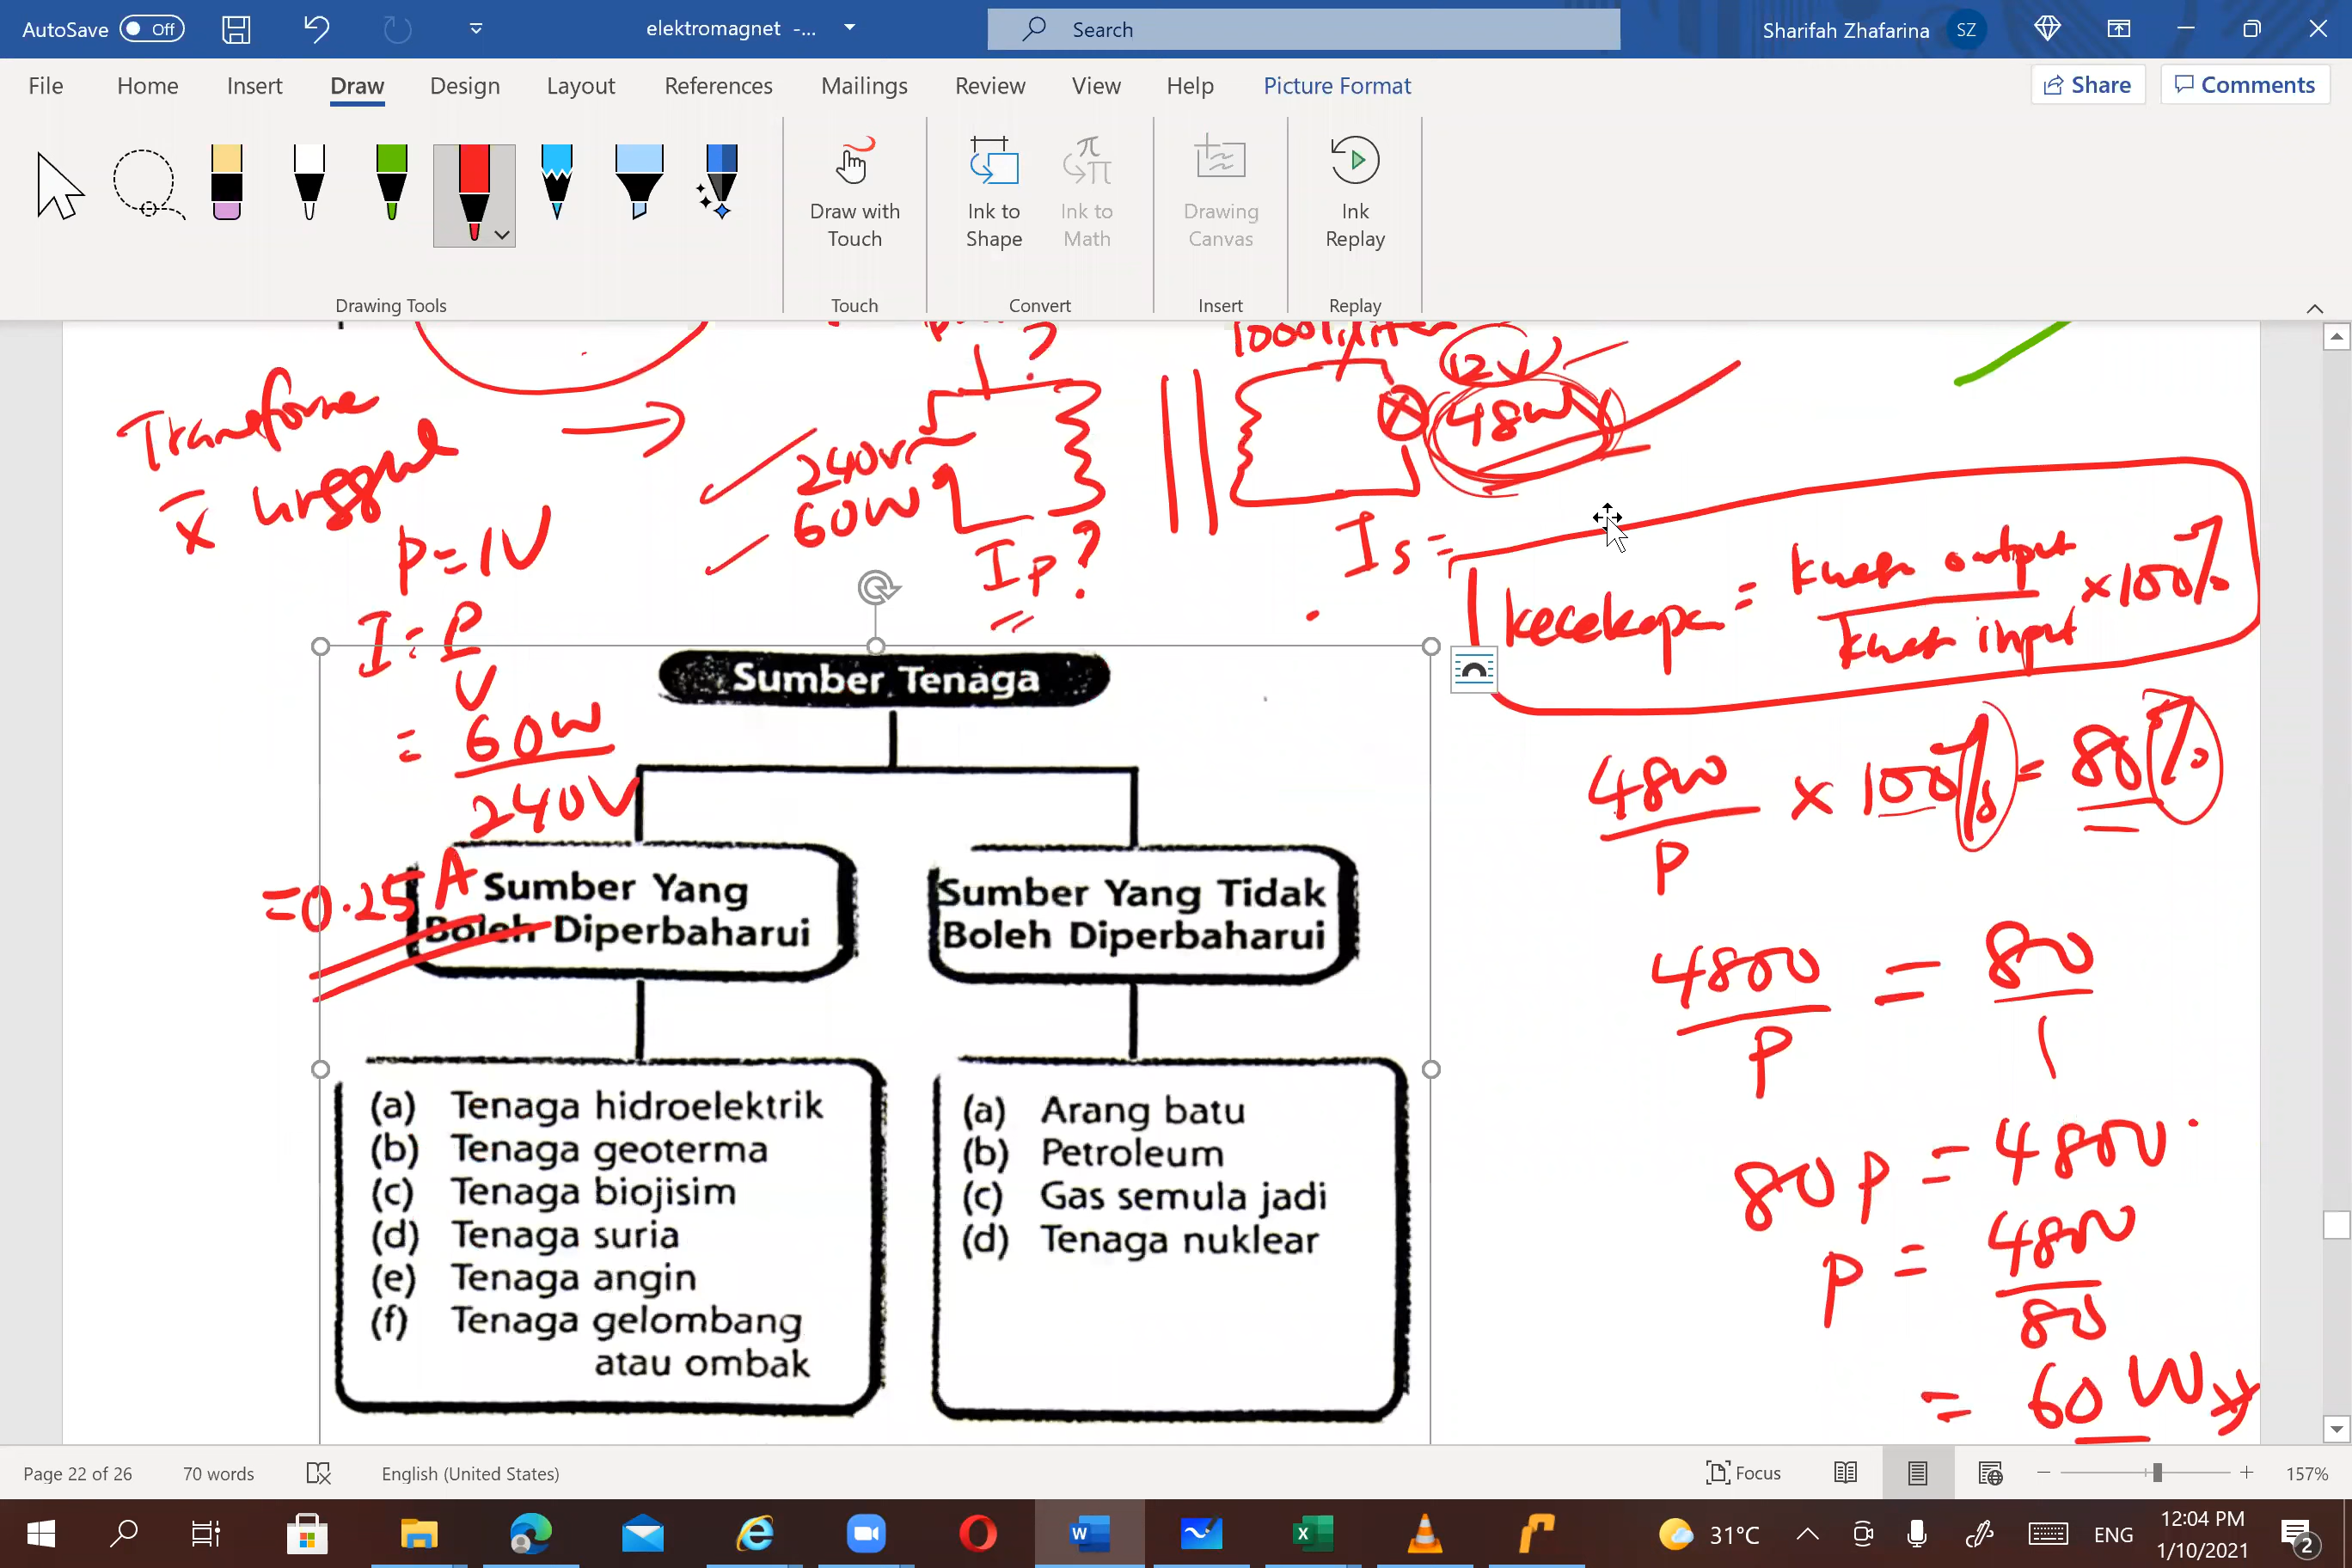 AutoSave Off
elektromagnet -...
Search
Sharifah Zhafarina SZ
File Home Insert Draw Design Layout References Mailings Review View Help Picture Format
Share Comments
Draw with Touch
Ink to Shape
Ink to Math
Drawing Canvas
Ink Replay
Drawing Tools Touch Convert Insert Replay
?
12V
48W
240V
60W
P=IV
Ip?
Is=
I=P/V
= 60W/240V
=0.25A
= output / input ×100%
48W/P × 100% = 80%
4800/P = 80/1
80P = 4800
P = 4800/80
= 60W
Sumber Tenaga
Sumber Yang
Boleh Diperbaharui
Sumber Yang Tidak
Boleh Diperbaharui
(a) Tenaga hidroelektrik
(b) Tenaga geoterma
(c) Tenaga biojisim
(d) Tenaga suria
(e) Tenaga angin
(f) Tenaga gelombang
atau ombak
(a) Arang batu
(b) Petroleum
(c) Gas semula jadi
(d) Tenaga nuklear
Page 22 of 26 70 words English (United States) Focus 157%
31°C ENG 12:04 PM
1/10/2021 2